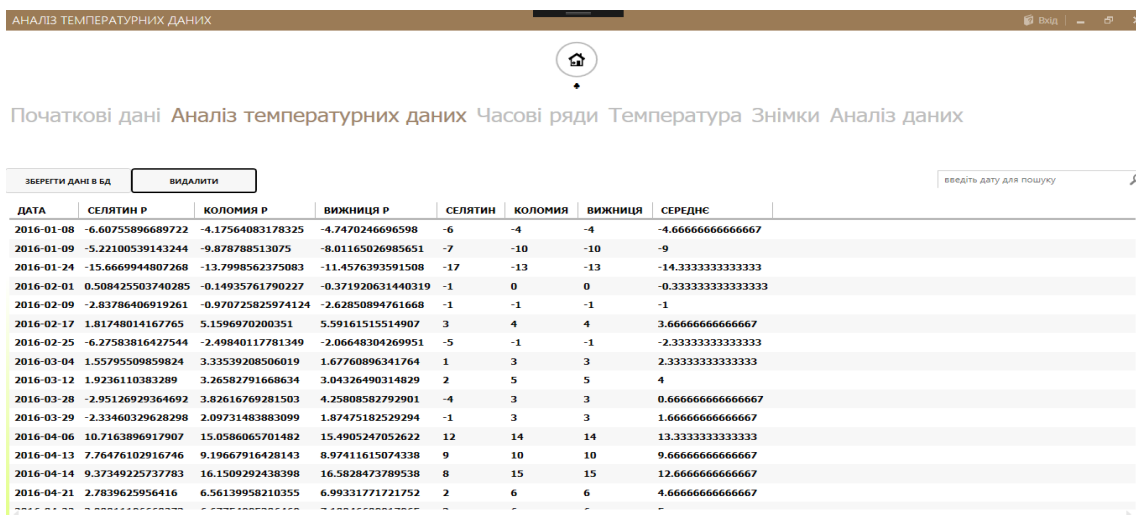 АНАЛІЗ ТЕМПЕРАТУРНИХ ДАНИХ Вхід
Початкові дані Аналіз температурних даних Часові ряди Температура Знімки Аналіз даних
ЗБЕРЕГТИ ДАНІ В БД ВИДАЛИТИ введіть дату для пошуку
ДАТА СЕЛЯТИН Р КОЛОМИЯ Р ВИЖНИЦЯ Р СЕЛЯТИН КОЛОМИЯ ВИЖНИЦЯ СЕРЕДНЄ
2016-01-08 -6.60755896689722 -4.17564083178325 -4.7470246696598 -6 -4 -4 -4.66666666666667
2016-01-09 -5.22100539143244 -9.878788513075 -8.01165026985651 -7 -10 -10 -9
2016-01-24 -15.6669944807268 -13.7998562375083 -11.4576393591508 -17 -13 -13 -14.3333333333333
2016-02-01 0.508425503740285 -0.14935761790227 -0.371920631440319 -1 0 0 -0.333333333333333
2016-02-09 -2.83786406919261 -0.970725825974124 -2.62850894761668 -1 -1 -1 -1
2016-02-17 1.81748014167765 5.1596970200351 5.59161515514907 3 4 4 3.66666666666667
2016-02-25 -6.27583816427544 -2.49840117781349 -2.06648304269951 -5 -1 -1 -2.33333333333333
2016-03-04 1.55795509859824 3.33539208506019 1.67760896341764 1 3 3 2.33333333333333
2016-03-12 1.9236110383289 3.26582791668634 3.04326490314829 2 5 5 4
2016-03-28 -2.95126929364692 3.82616769281503 4.25808582792901 -4 3 3 0.666666666666667
2016-03-29 -2.33460329628298 2.09731483883099 1.87475182529294 -1 3 3 1.66666666666667
2016-04-06 10.7163896917907 15.0586065701482 15.4905247052622 12 14 14 13.3333333333333
2016-04-13 7.76476102916746 9.19667916428143 8.97411615074338 9 10 10 9.66666666666667
2016-04-14 9.37349225737783 16.1509292438398 16.5828473789538 8 15 15 12.6666666666667
2016-04-21 2.7839625956416 6.56139958210355 6.99331771721752 2 6 6 4.66666666666667